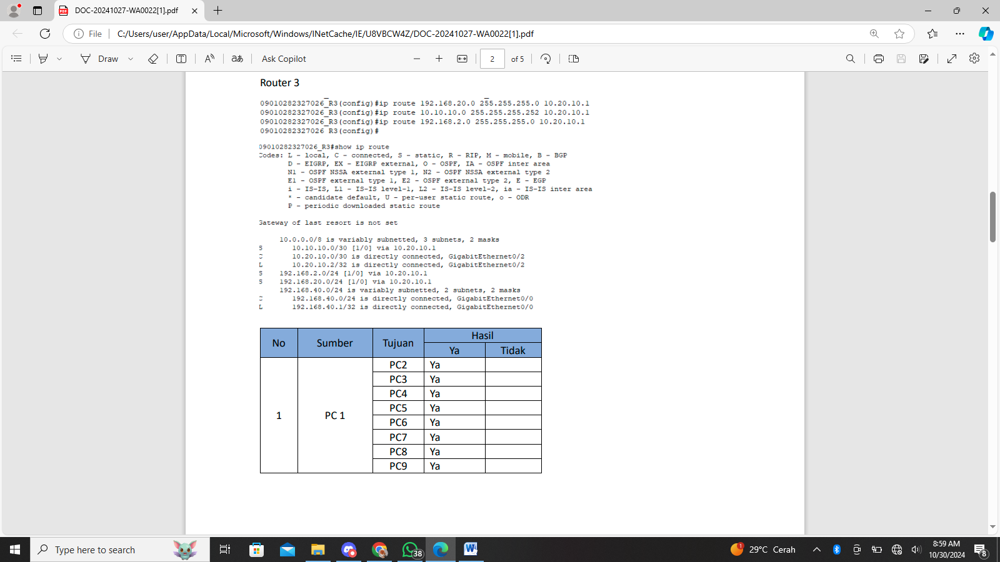 DOC-20241027-WA0022[1].pdf
File
C:/Users/user/AppData/Local/Microsoft/Windows/INetCache/IE/U8VBCW4Z/DOC-20241027-WA0022[1].pdf
Draw
Ask Copilot
2 of 5
Router 3
09010282327026_R3(config)#ip route 192.168.20.0 255.255.255.0 10.20.10.1
09010282327026_R3(config)#ip route 10.10.10.0 255.255.255.252 10.20.10.1
09010282327026_R3(config)#ip route 192.168.2.0 255.255.255.0 10.20.10.1
09010282327026 R3(config)#
09010282327026_R3#show ip route
Codes: L - local, C - connected, S - static, R - RIP, M - mobile, B - BGP
D - EIGRP, EX - EIGRP external, O - OSPF, IA - OSPF inter area
N1 - OSPF NSSA external type 1, N2 - OSPF NSSA external type 2
E1 - OSPF external type 1, E2 - OSPF external type 2, E - EGP
i - IS-IS, L1 - IS-IS level-1, L2 - IS-IS level-2, ia - IS-IS inter area
* - candidate default, U - per-user static route, o - ODR
P - periodic downloaded static route
Gateway of last resort is not set
10.0.0.0/8 is variably subnetted, 3 subnets, 2 masks
S 10.10.10.0/30 [1/0] via 10.20.10.1
C 10.20.10.0/30 is directly connected, GigabitEthernet0/2
L 10.20.10.2/32 is directly connected, GigabitEthernet0/2
S 192.168.2.0/24 [1/0] via 10.20.10.1
S 192.168.20.0/24 [1/0] via 10.20.10.1
192.168.40.0/24 is variably subnetted, 2 subnets, 2 masks
C 192.168.40.0/24 is directly connected, GigabitEthernet0/0
L 192.168.40.1/32 is directly connected, GigabitEthernet0/0
No Sumber Tujuan Hasil
Ya Tidak
1 PC 1
PC2 Ya
PC3 Ya
PC4 Ya
PC5 Ya
PC6 Ya
PC7 Ya
PC8 Ya
PC9 Ya
Type here to search
38
1
29°C Cerah
8:59 AM
10/30/2024
8